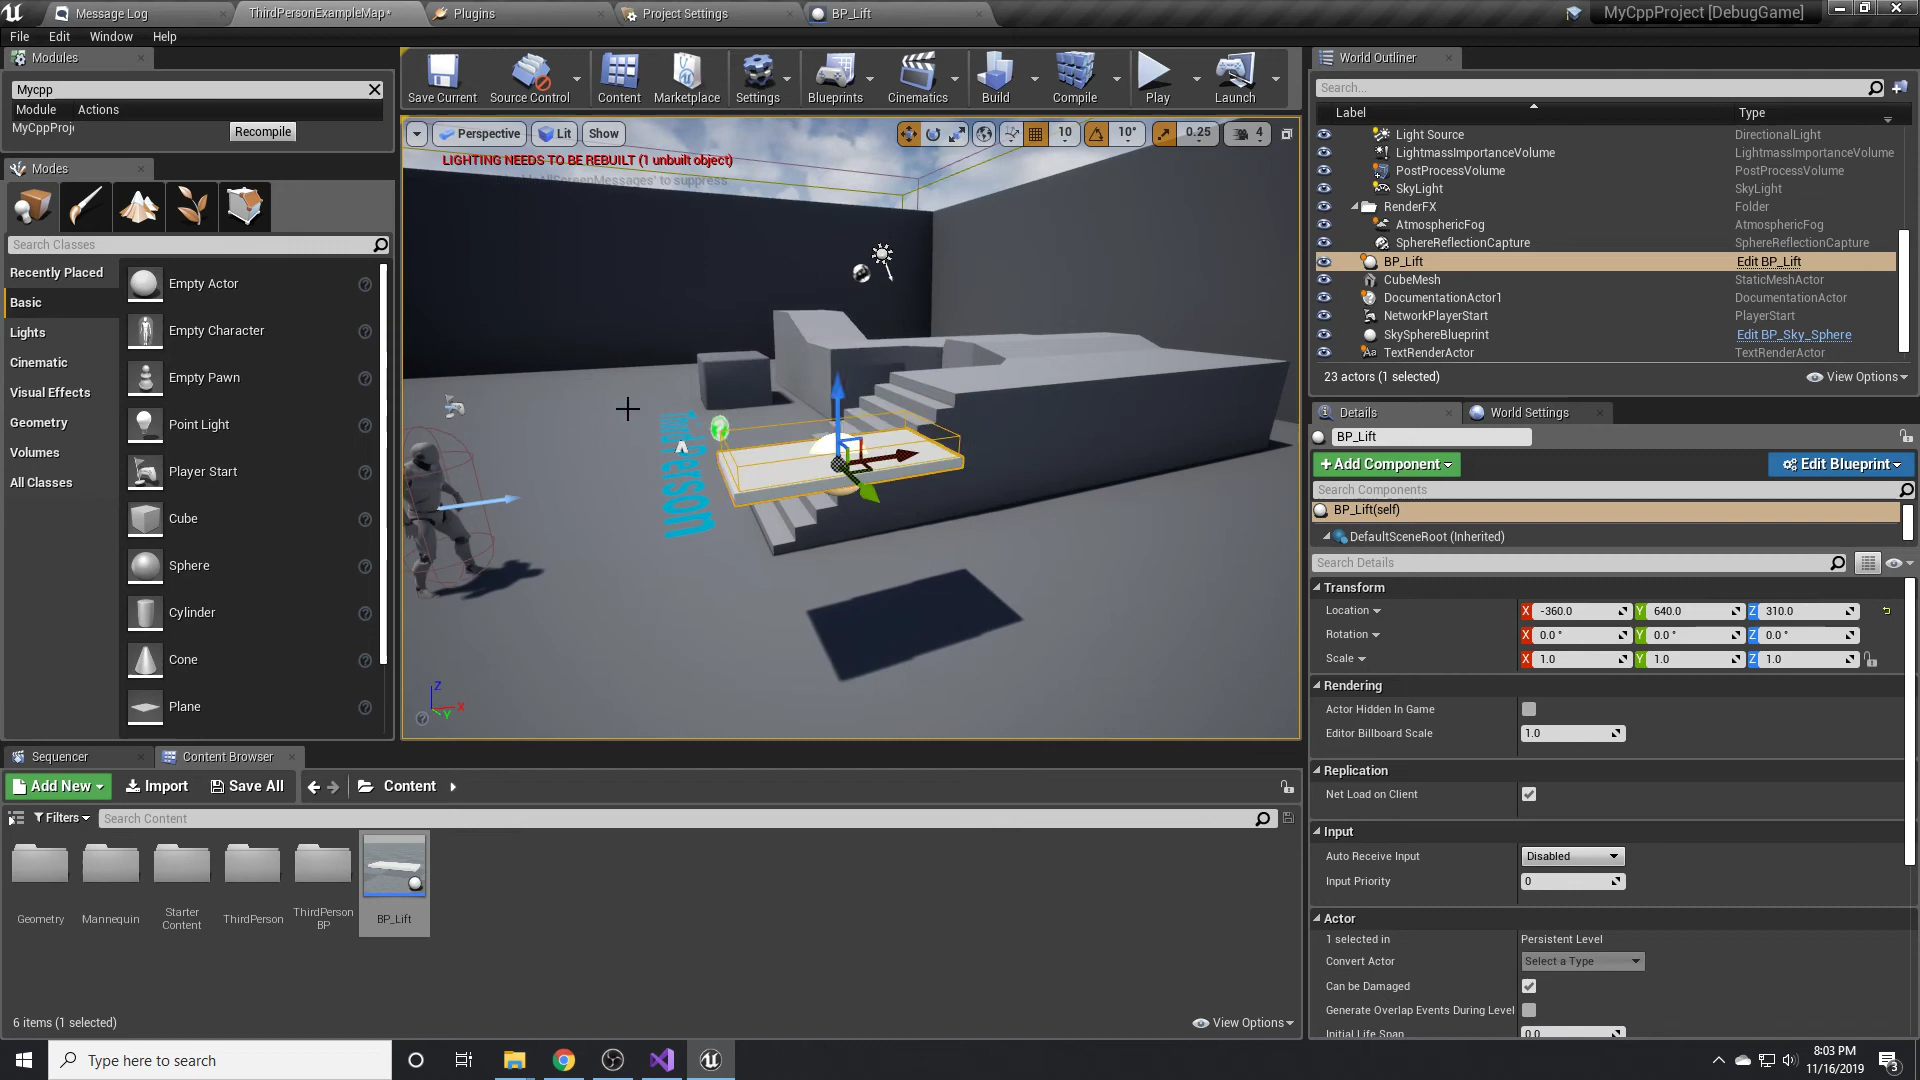 Message Log
ThirdPersonExampleMap*
Plugins
Project Settings
BP_Lift
MyCppProject [DebugGame]
File Edit Window Help
Modules
Mycpp
Module Actions
MyCppProj
Recompile
Modes
Search Classes
Recently Placed
Basic
Lights
Cinematic
Visual Effects
Geometry
Volumes
All Classes
Empty Actor
Empty Character
Empty Pawn
Point Light
Player Start
Cube
Sphere
Cylinder
Cone
Plane
Save Current
Source Control
Content
Marketplace
Settings
Blueprints
Cinematics
Build
Compile
Play
Launch
Perspective
Lit
Show
10
10°
0.25
4
LIGHTING NEEDS TO BE REBUILT (1 unbuilt object)
AllScreenMessages' to suppress
ThirdPerson
Z
X
Y
World Outliner
Search...
Label Type
Light Source DirectionalLight
LightmassImportanceVolume LightmassImportanceVolume
PostProcessVolume PostProcessVolume
SkyLight SkyLight
RenderFX Folder
AtmosphericFog AtmosphericFog
SphereReflectionCapture SphereReflectionCapture
BP_Lift Edit BP_Lift
CubeMesh StaticMeshActor
DocumentationActor1 DocumentationActor
NetworkPlayerStart PlayerStart
SkySphereBlueprint Edit BP_Sky_Sphere
TextRenderActor TextRenderActor
23 actors (1 selected)
View Options
Details
World Settings
BP_Lift
+Add Component
Edit Blueprint
Search Components
BP_Lift(self)
DefaultSceneRoot (Inherited)
Search Details
Transform
Location X -360.0 Y 640.0 Z 310.0
Rotation X 0.0 ° Y 0.0 ° Z 0.0 °
Scale X 1.0 Y 1.0 Z 1.0
Rendering
Actor Hidden In Game
Editor Billboard Scale 1.0
Replication
Net Load on Client
Input
Auto Receive Input Disabled
Input Priority 0
Actor
1 selected in Persistent Level
Convert Actor Select a Type
Can be Damaged
Generate Overlap Events During Level
Initial Life Span 0.0
Sequencer
Content Browser
Add New
Import
Save All
Content
Filters
Search Content
Geometry
Mannequin
Starter
Content
ThirdPerson
ThirdPerson
BP
BP_Lift
6 items (1 selected)
View Options
Type here to search
8:03 PM
11/16/2019
3